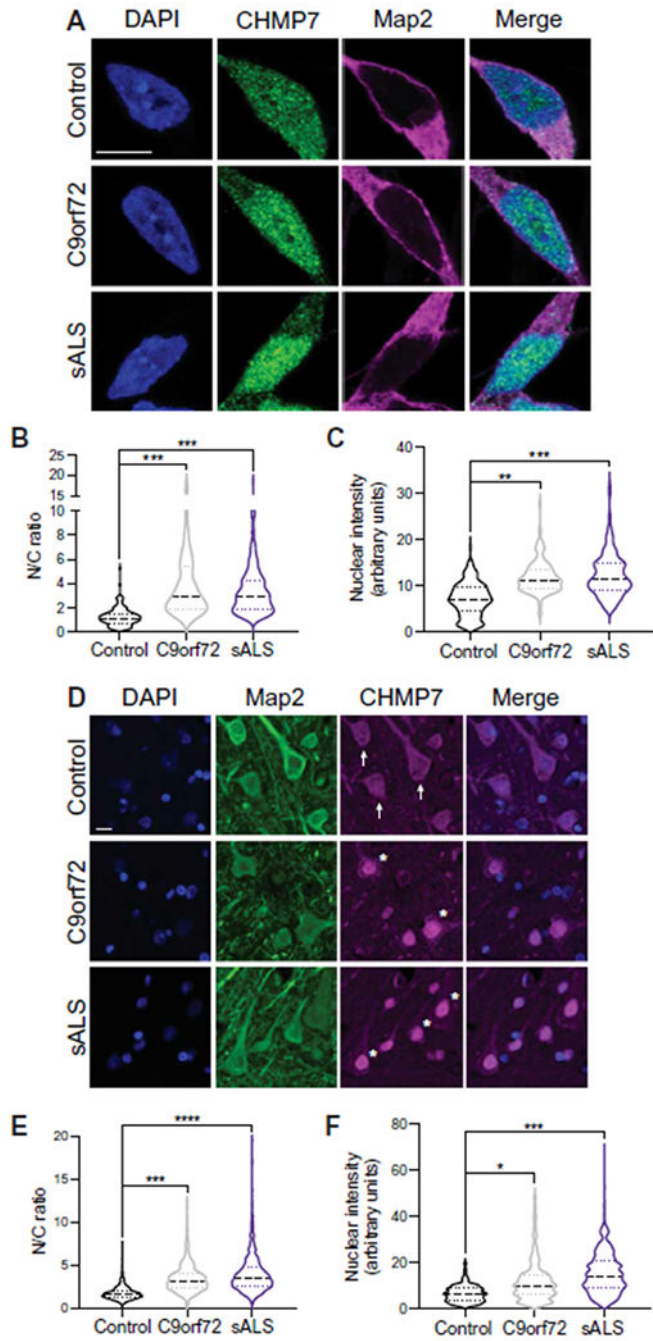 A
DAPI CHMP7 Map2 Merge
Control
C9orf72
sALS
B
N/C ratio
25
20
15
10
8
6
4
2
0
***
***
Control C9orf72 sALS
C
Nuclear intensity
(arbitrary units)
40
30
20
10
0
***
**
Control C9orf72 sALS
D
DAPI Map2 CHMP7 Merge
Control
C9orf72
*
*
sALS
*
*
*
*
E
N/C ratio
20
15
10
5
0
****
***
Control C9orf72 sALS
F
Nuclear intensity
(arbitrary units)
80
60
40
20
0
***
*
Control C9orf72 sALS